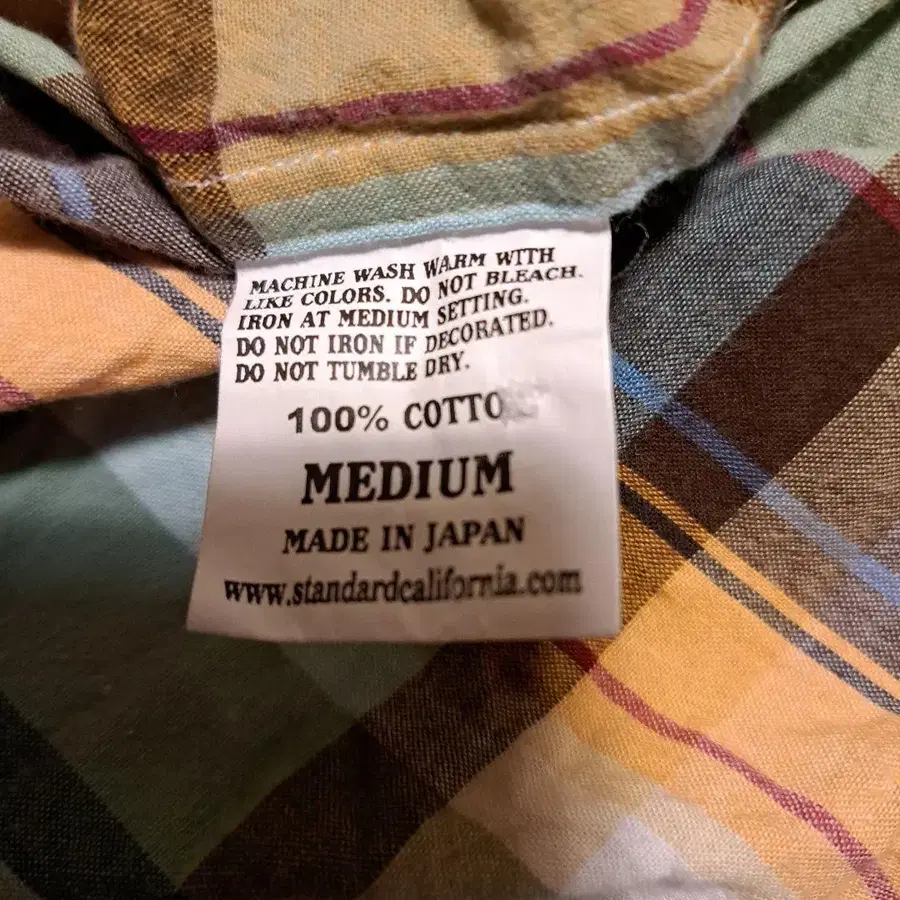 MACHINE WASH WARM WITH
LIKE COLORS. DO NOT BLEACH.
IRON AT MEDIUM SETTING.
DO NOT IRON IF DECORATED.
DO NOT TUMBLE DRY.
100% COTTO
MEDIUM
MADE IN JAPAN
www.standardcalifornia.com